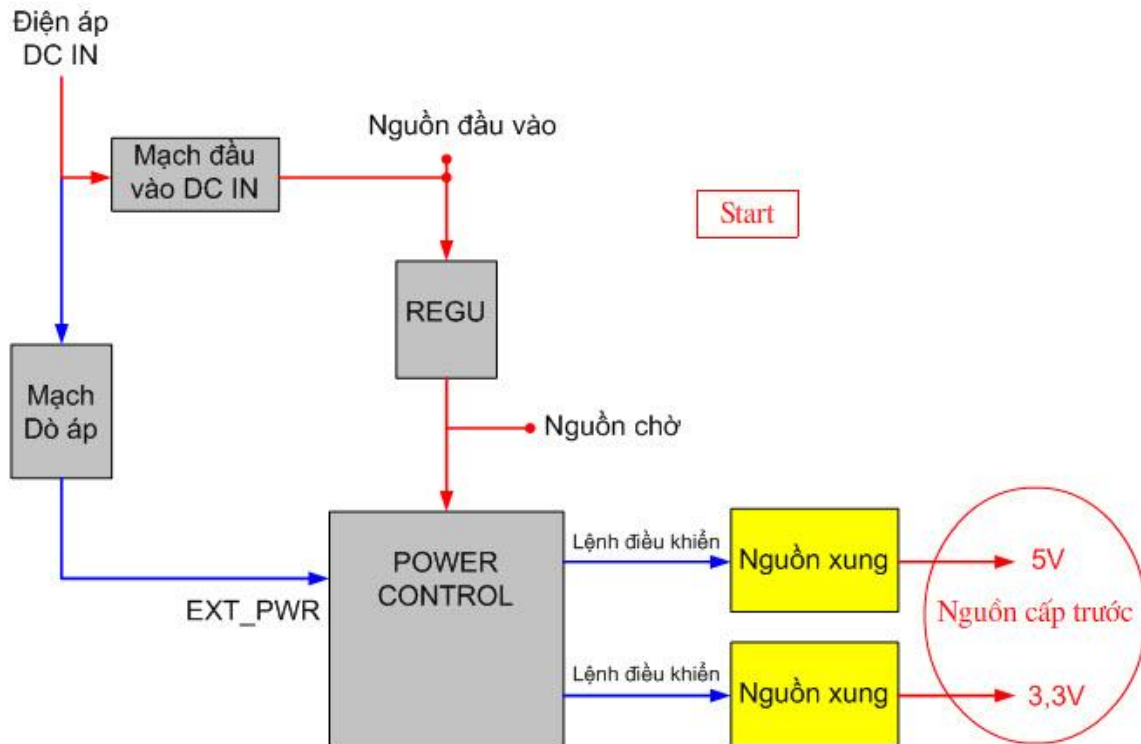 Điện áp
DC IN
Nguồn đầu vào
Mạch đầu
vào DC IN
Start
REGU
Mạch
Dò áp
Nguồn chờ
POWER
CONTROL
EXT_PWR
Lệnh điều khiển
Nguồn xung
5V
Nguồn cấp trước
Lệnh điều khiển
Nguồn xung
3,3V